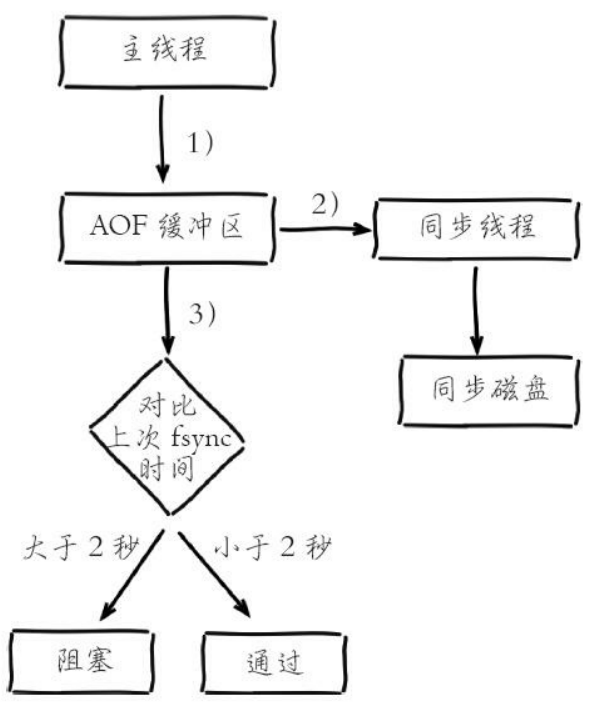 主线程
1)
AOF 缓冲区
2)
同步线程
3)
同步磁盘
对比
上次 fsync
时间
大于 2 秒
小于 2 秒
阻塞
通过